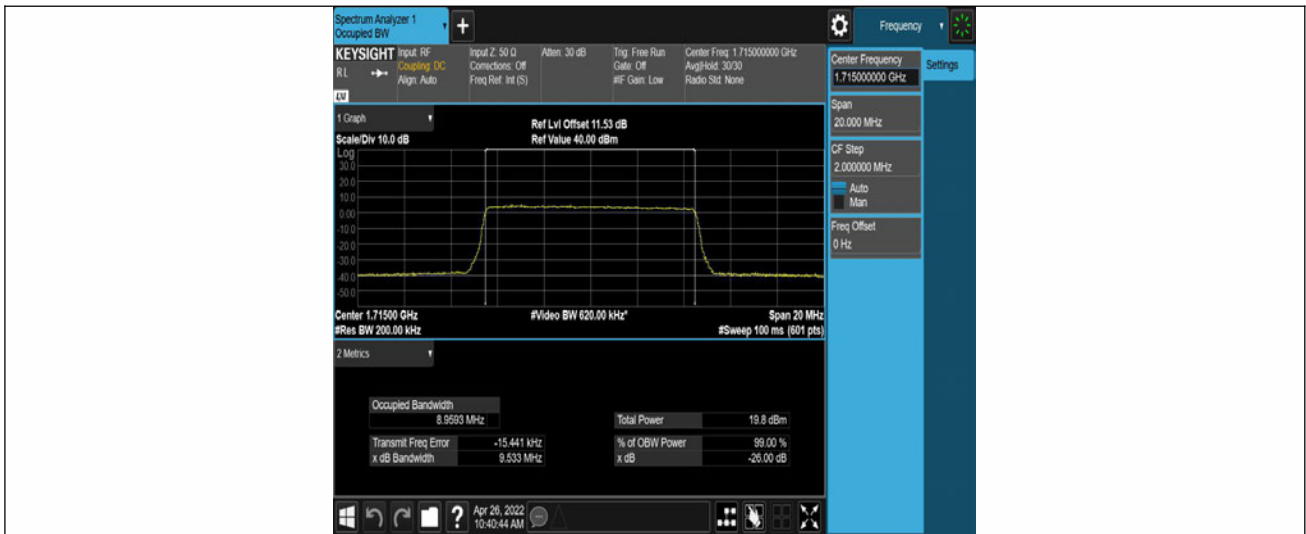 Spectrum Analyzer 1
Occupied BW
+
Frequency
KEYSIGHT
R L
LXI
Input: RF
Coupling: DC
Align: Auto
Input Z: 50 Ω
Corrections: Off
Freq Ref: Int (S)
Atten: 30 dB
Trig: Free Run
Gate: Off
#IF Gain: Low
Center Freq: 1.715000000 GHz
Avg|Hold: 30/30
Radio Std: None
1 Graph
Scale/Div 10.0 dB
Ref Lvl Offset 11.53 dB
Ref Value 40.00 dBm
Log
30.0
20.0
10.0
0.00
-10.0
-20.0
-30.0
-40.0
-50.0
Center 1.71500 GHz
#Video BW 620.00 kHz*
Span 20 MHz
#Res BW 200.00 kHz
#Sweep 100 ms (601 pts)
2 Metrics
Occupied Bandwidth
8.9593 MHz
Transmit Freq Error -15.441 kHz
x dB Bandwidth 9.533 MHz
Total Power 19.8 dBm
% of OBW Power 99.00 %
x dB -26.00 dB
Center Frequency
1.715000000 GHz
Settings
Span
20.000 MHz
CF Step
2.000000 MHz
Auto
Man
Freq Offset
0 Hz
?
Apr 26, 2022
10:40:44 AM